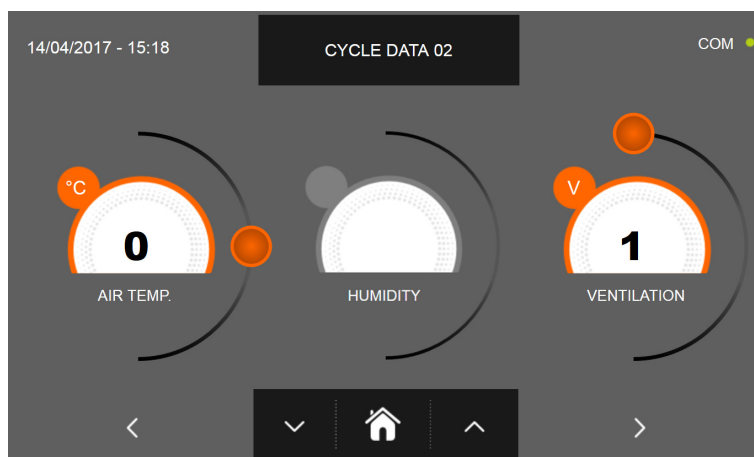 14/04/2017 - 15:18
CYCLE DATA 02
COM
°C
0
AIR TEMP.
HUMIDITY
V
1
VENTILATION